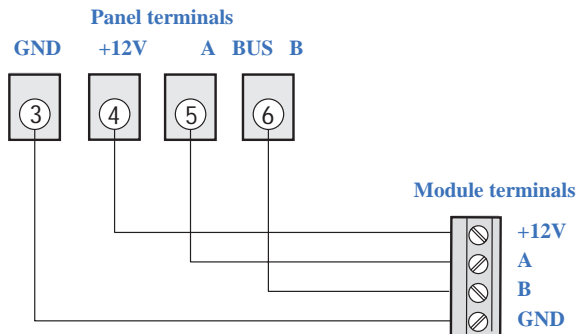 Panel terminals
GND +12V A BUS B
3 4 5 6
Module terminals
+12V
A
B
GND